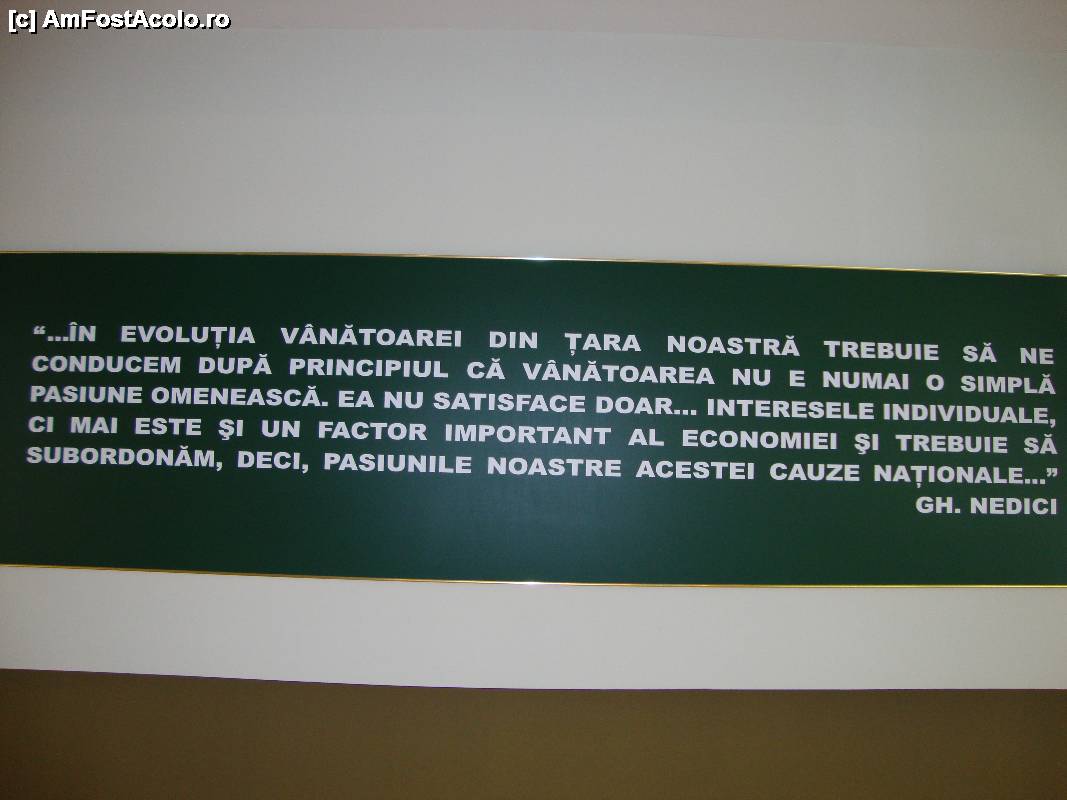 [c] AmFostAcolo.ro
“...ÎN EVOLUȚIA VÂNĂTOAREI DIN ȚARA NOASTRĂ TREBUIE SĂ NE
CONDUCEM DUPĂ PRINCIPIUL CĂ VÂNĂTOAREA NU E NUMAI O SIMPLĂ
PASIUNE OMENEASCĂ. EA NU SATISFACE DOAR... INTERESELE INDIVIDUALE,
CI MAI ESTE ŞI UN FACTOR IMPORTANT AL ECONOMIEI ŞI TREBUIE SĂ
SUBORDONĂM, DECI, PASIUNILE NOASTRE ACESTEI CAUZE NAȚIONALE...”
GH. NEDICI